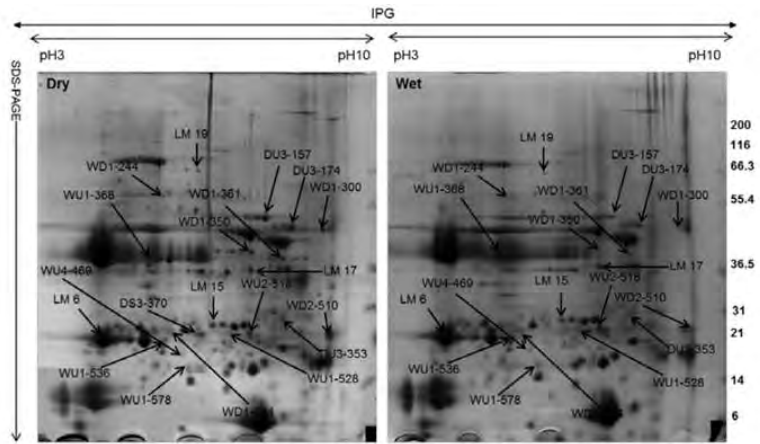 IPG
pH3 pH10 pH3 pH10
SDS-PAGE
Dry
LM 19
WD1-244
DU3-157
DU3-174
WU1-368
WD1-361
WD1-300
WD1-350
WU4-469
LM 17
WU2-518
LM 6
DS3-370
LM 15
WD2-510
DU3-353
WU1-536
WU1-528
WU1-578
Wet
LM 19
WD1-244
DU3-157
DU3-174
WU1-368
WD1-361
WD1-300
WD1-350
LM 17
WU4-469
WU2-518
LM 6
LM 15
WD2-510
DU3-353
WU1-536
WU1-528
WU1-578
200
116
66.3
55.4
36.5
31
21
14
6